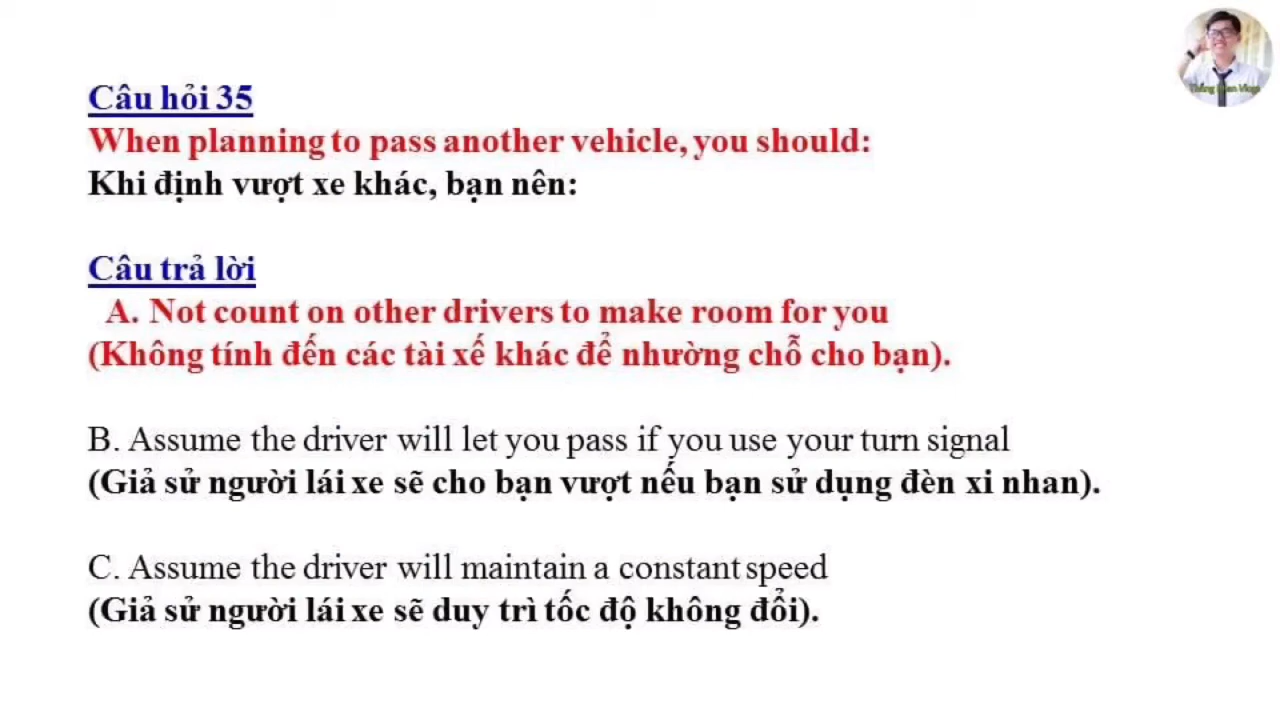 Câu hỏi 35
When planning to pass another vehicle, you should:
Khi định vượt xe khác, bạn nên:
Câu trả lời
A. Not count on other drivers to make room for you
(Không tính đến các tài xế khác để nhường chỗ cho bạn).
B. Assume the driver will let you pass if you use your turn signal
(Giả sử người lái xe sẽ cho bạn vượt nếu bạn sử dụng đèn xi nhan).
C. Assume the driver will maintain a constant speed
(Giả sử người lái xe sẽ duy trì tốc độ không đổi).